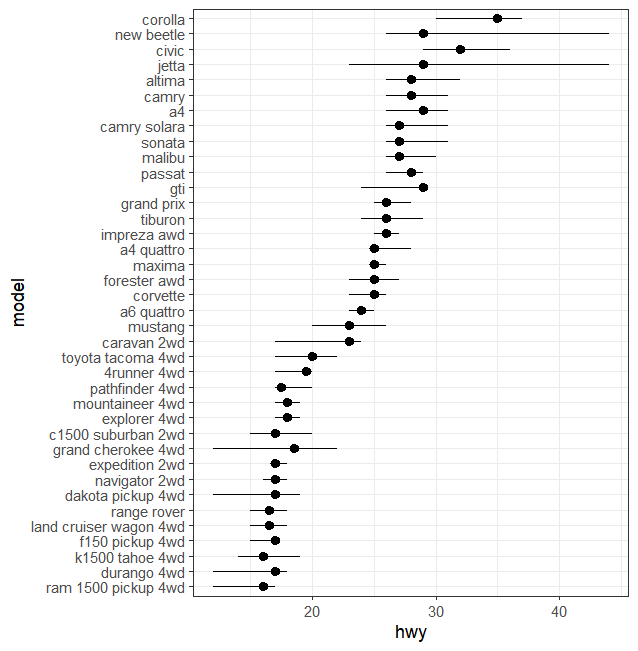 corolla
new beetle
civic
jetta
altima
camry
a4
camry solara
sonata
malibu
passat
gti
grand prix
tiburon
impreza awd
a4 quattro
maxima
forester awd
corvette
a6 quattro
mustang
caravan 2wd
toyota tacoma 4wd
4runner 4wd
pathfinder 4wd
mountaineer 4wd
explorer 4wd
c1500 suburban 2wd
grand cherokee 4wd
expedition 2wd
navigator 2wd
dakota pickup 4wd
range rover
land cruiser wagon 4wd
f150 pickup 4wd
k1500 tahoe 4wd
durango 4wd
ram 1500 pickup 4wd
model
20 30 40
hwy